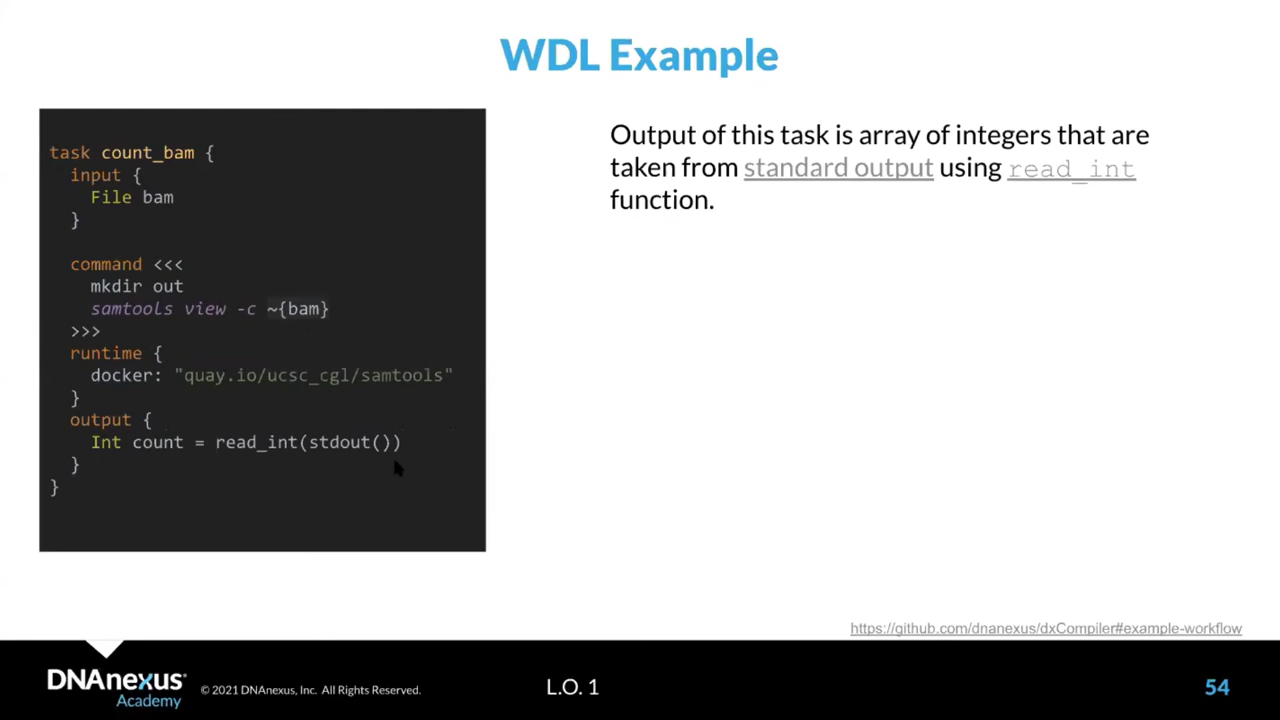 WDL Example
task count_bam {
input {
File bam
}
command <<<
mkdir out
samtools view -c ~{bam}
>>>
runtime {
docker: "quay.io/ucsc_cgl/samtools"
}
output {
Int count = read_int(stdout())
}
}
Output of this task is array of integers that are
taken from standard output using read_int
function.
https://github.com/dnanexus/dxCompiler#example-workflow
DNAnexus
Academy
© 2021 DNAnexus, Inc. All Rights Reserved.
L.O. 1
54